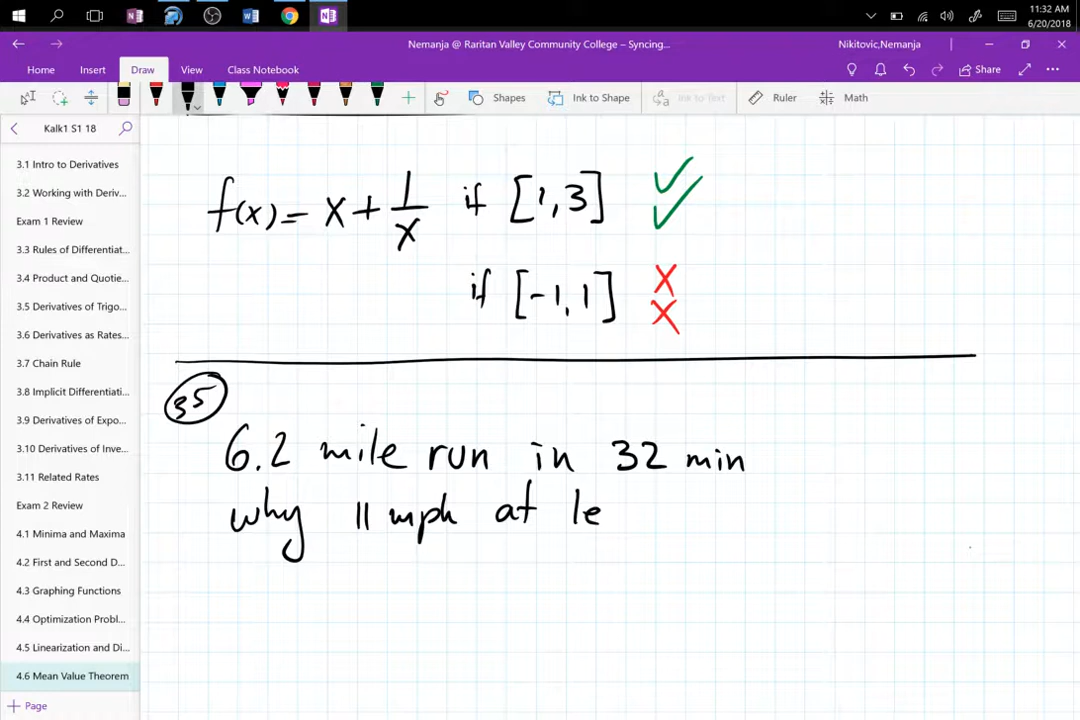 11:32 AM
6/20/2018
Nemanja @ Raritan Valley Community College – Syncing...
Nikitovic,Nemanja
Home
Insert
Draw
View
Class Notebook
Share
Shapes
Ink to Shape
Ink to Text
Ruler
Math
Kalk1 S1 18
3.1 Intro to Derivatives
3.2 Working with Deriv...
Exam 1 Review
3.3 Rules of Differentiat...
3.4 Product and Quotie...
3.5 Derivatives of Trigo...
3.6 Derivatives as Rates...
3.7 Chain Rule
3.8 Implicit Differentiati...
3.9 Derivatives of Expo...
3.10 Derivatives of Inve...
3.11 Related Rates
Exam 2 Review
4.1 Minima and Maxima
4.2 First and Second D...
4.3 Graphing Functions
4.4 Optimization Probl...
4.5 Linearization and Di...
4.6 Mean Value Theorem
+ Page
f(x) = x + 1/x if [1,3] ✓ ✓
if [-1,1] X X
35
6.2 mile run in 32 min
why 11 mph at le